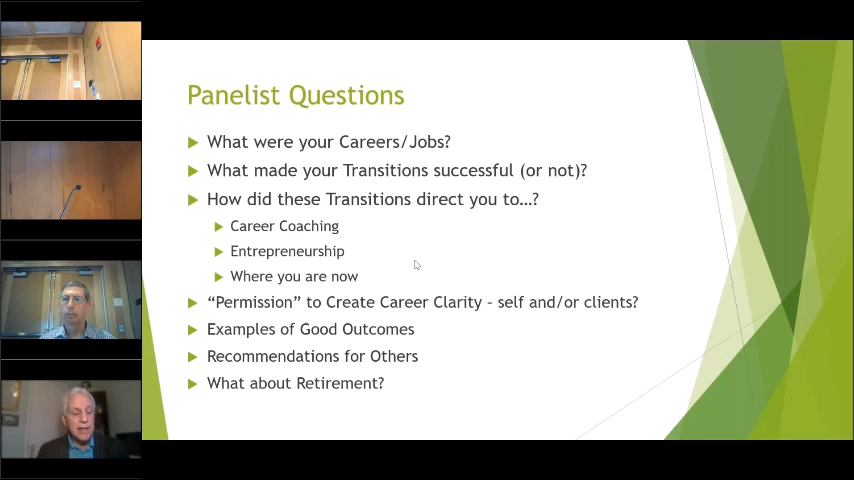 Panelist Questions
What were your Careers/Jobs?
What made your Transitions successful (or not)?
How did these Transitions direct you to…?
Career Coaching
Entrepreneurship
Where you are now
“Permission” to Create Career Clarity – self and/or clients?
Examples of Good Outcomes
Recommendations for Others
What about Retirement?